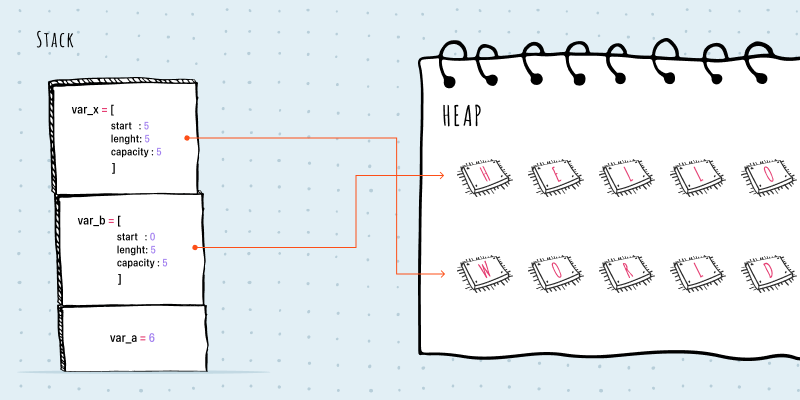 Stack
var_x = [
start : 5
lenght: 5
capacity : 5
]
var_b = [
start : 0
lenght: 5
capacity : 5
]
var_a = 6
HEAP
H E L L O
W O R L D